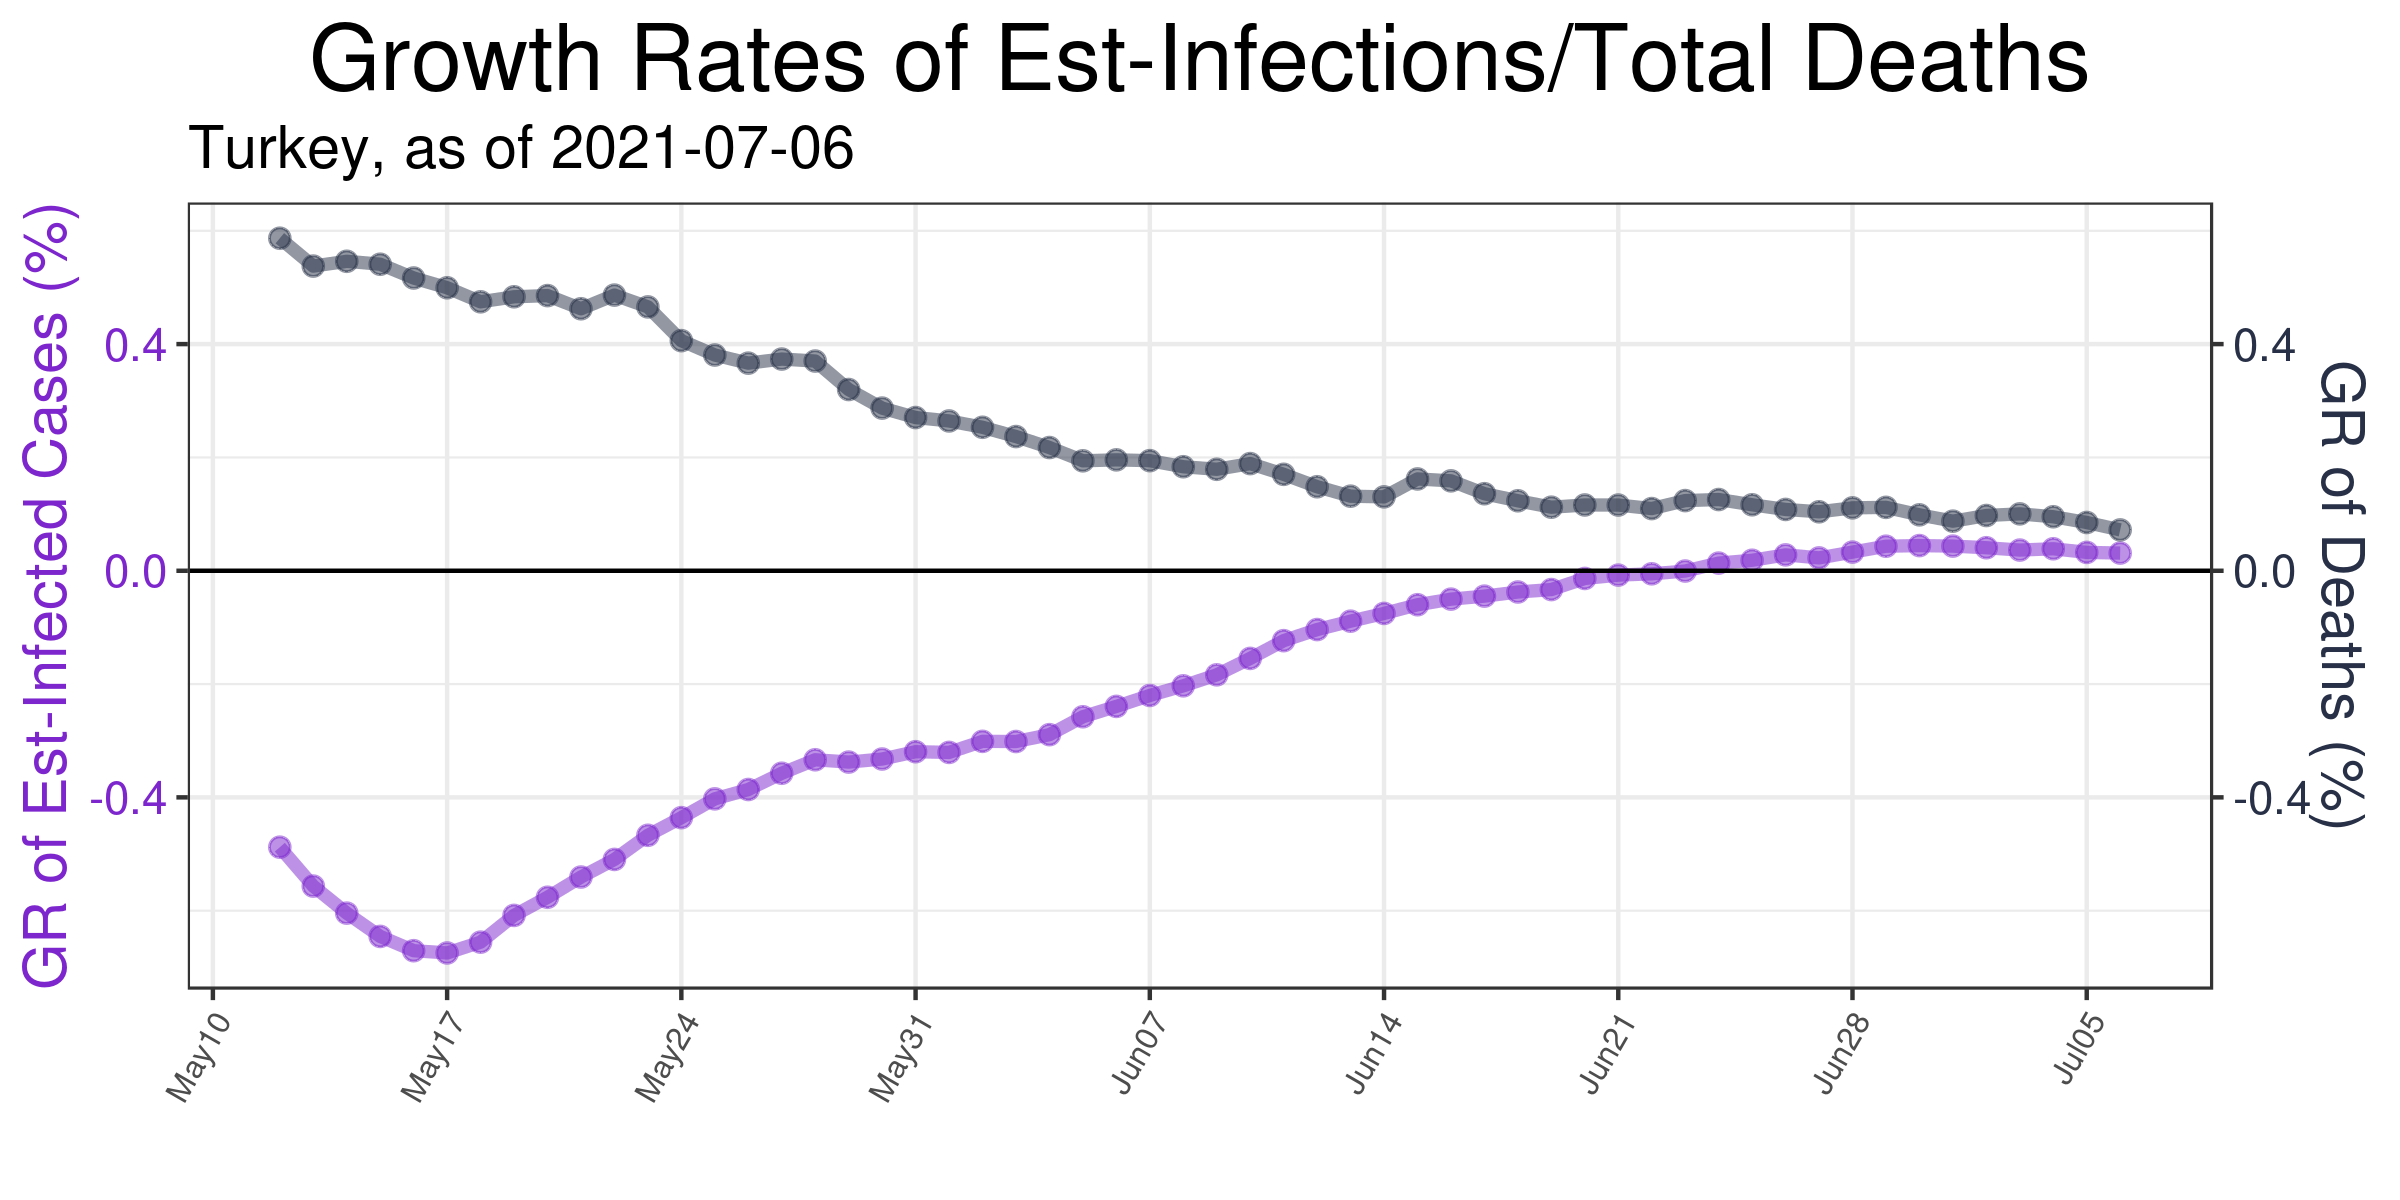 Growth Rates of Est-Infections/Total Deaths
Turkey, as of 2021-07-06
GR of Est-Infected Cases (%)
0.4
0.0
-0.4
0.4
0.0
-0.4
GR of Deaths (%)
May10
May17
May24
May31
Jun07
Jun14
Jun21
Jun28
Jul05